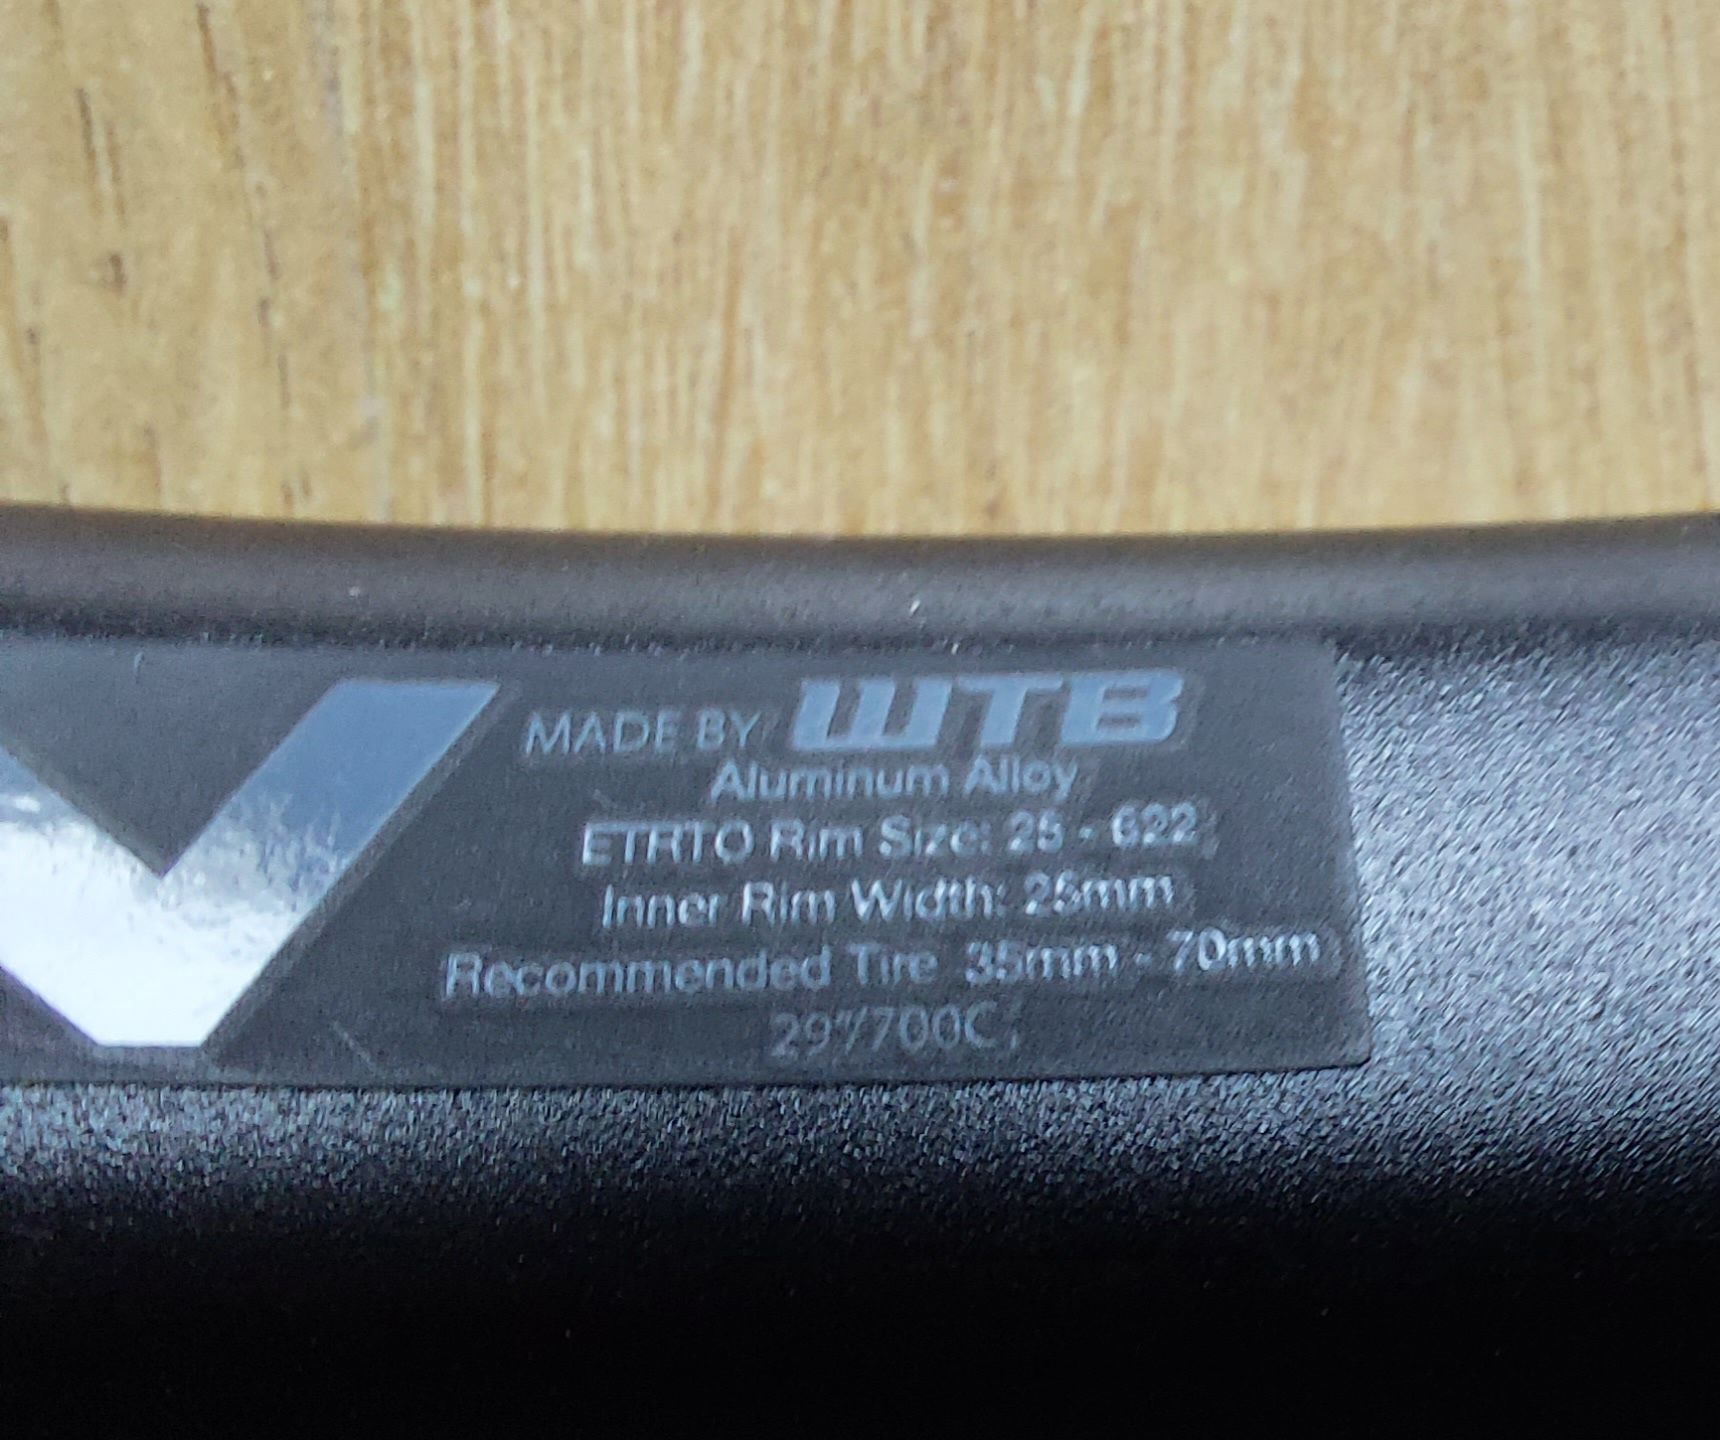 MADE BY WTB
Aluminum Alloy
ETRTO Rim Size: 25 - 622
Inner Rim Width: 25mm
Recommended Tire 35mm - 70mm
29"/700C